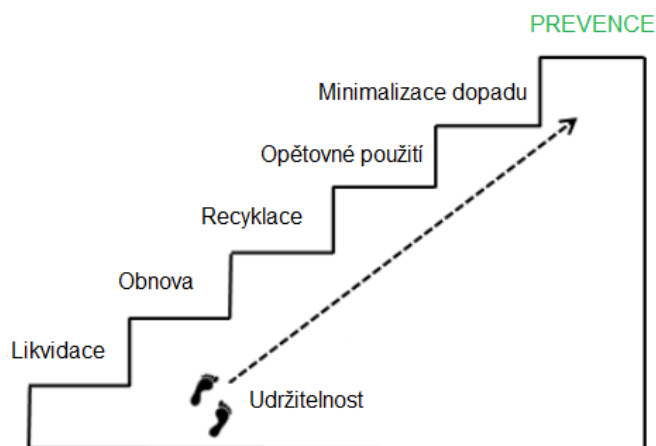 PREVENCE
Minimalizace dopadu
Opětovné použití
Recyklace
Obnova
Likvidace
Udržitelnost